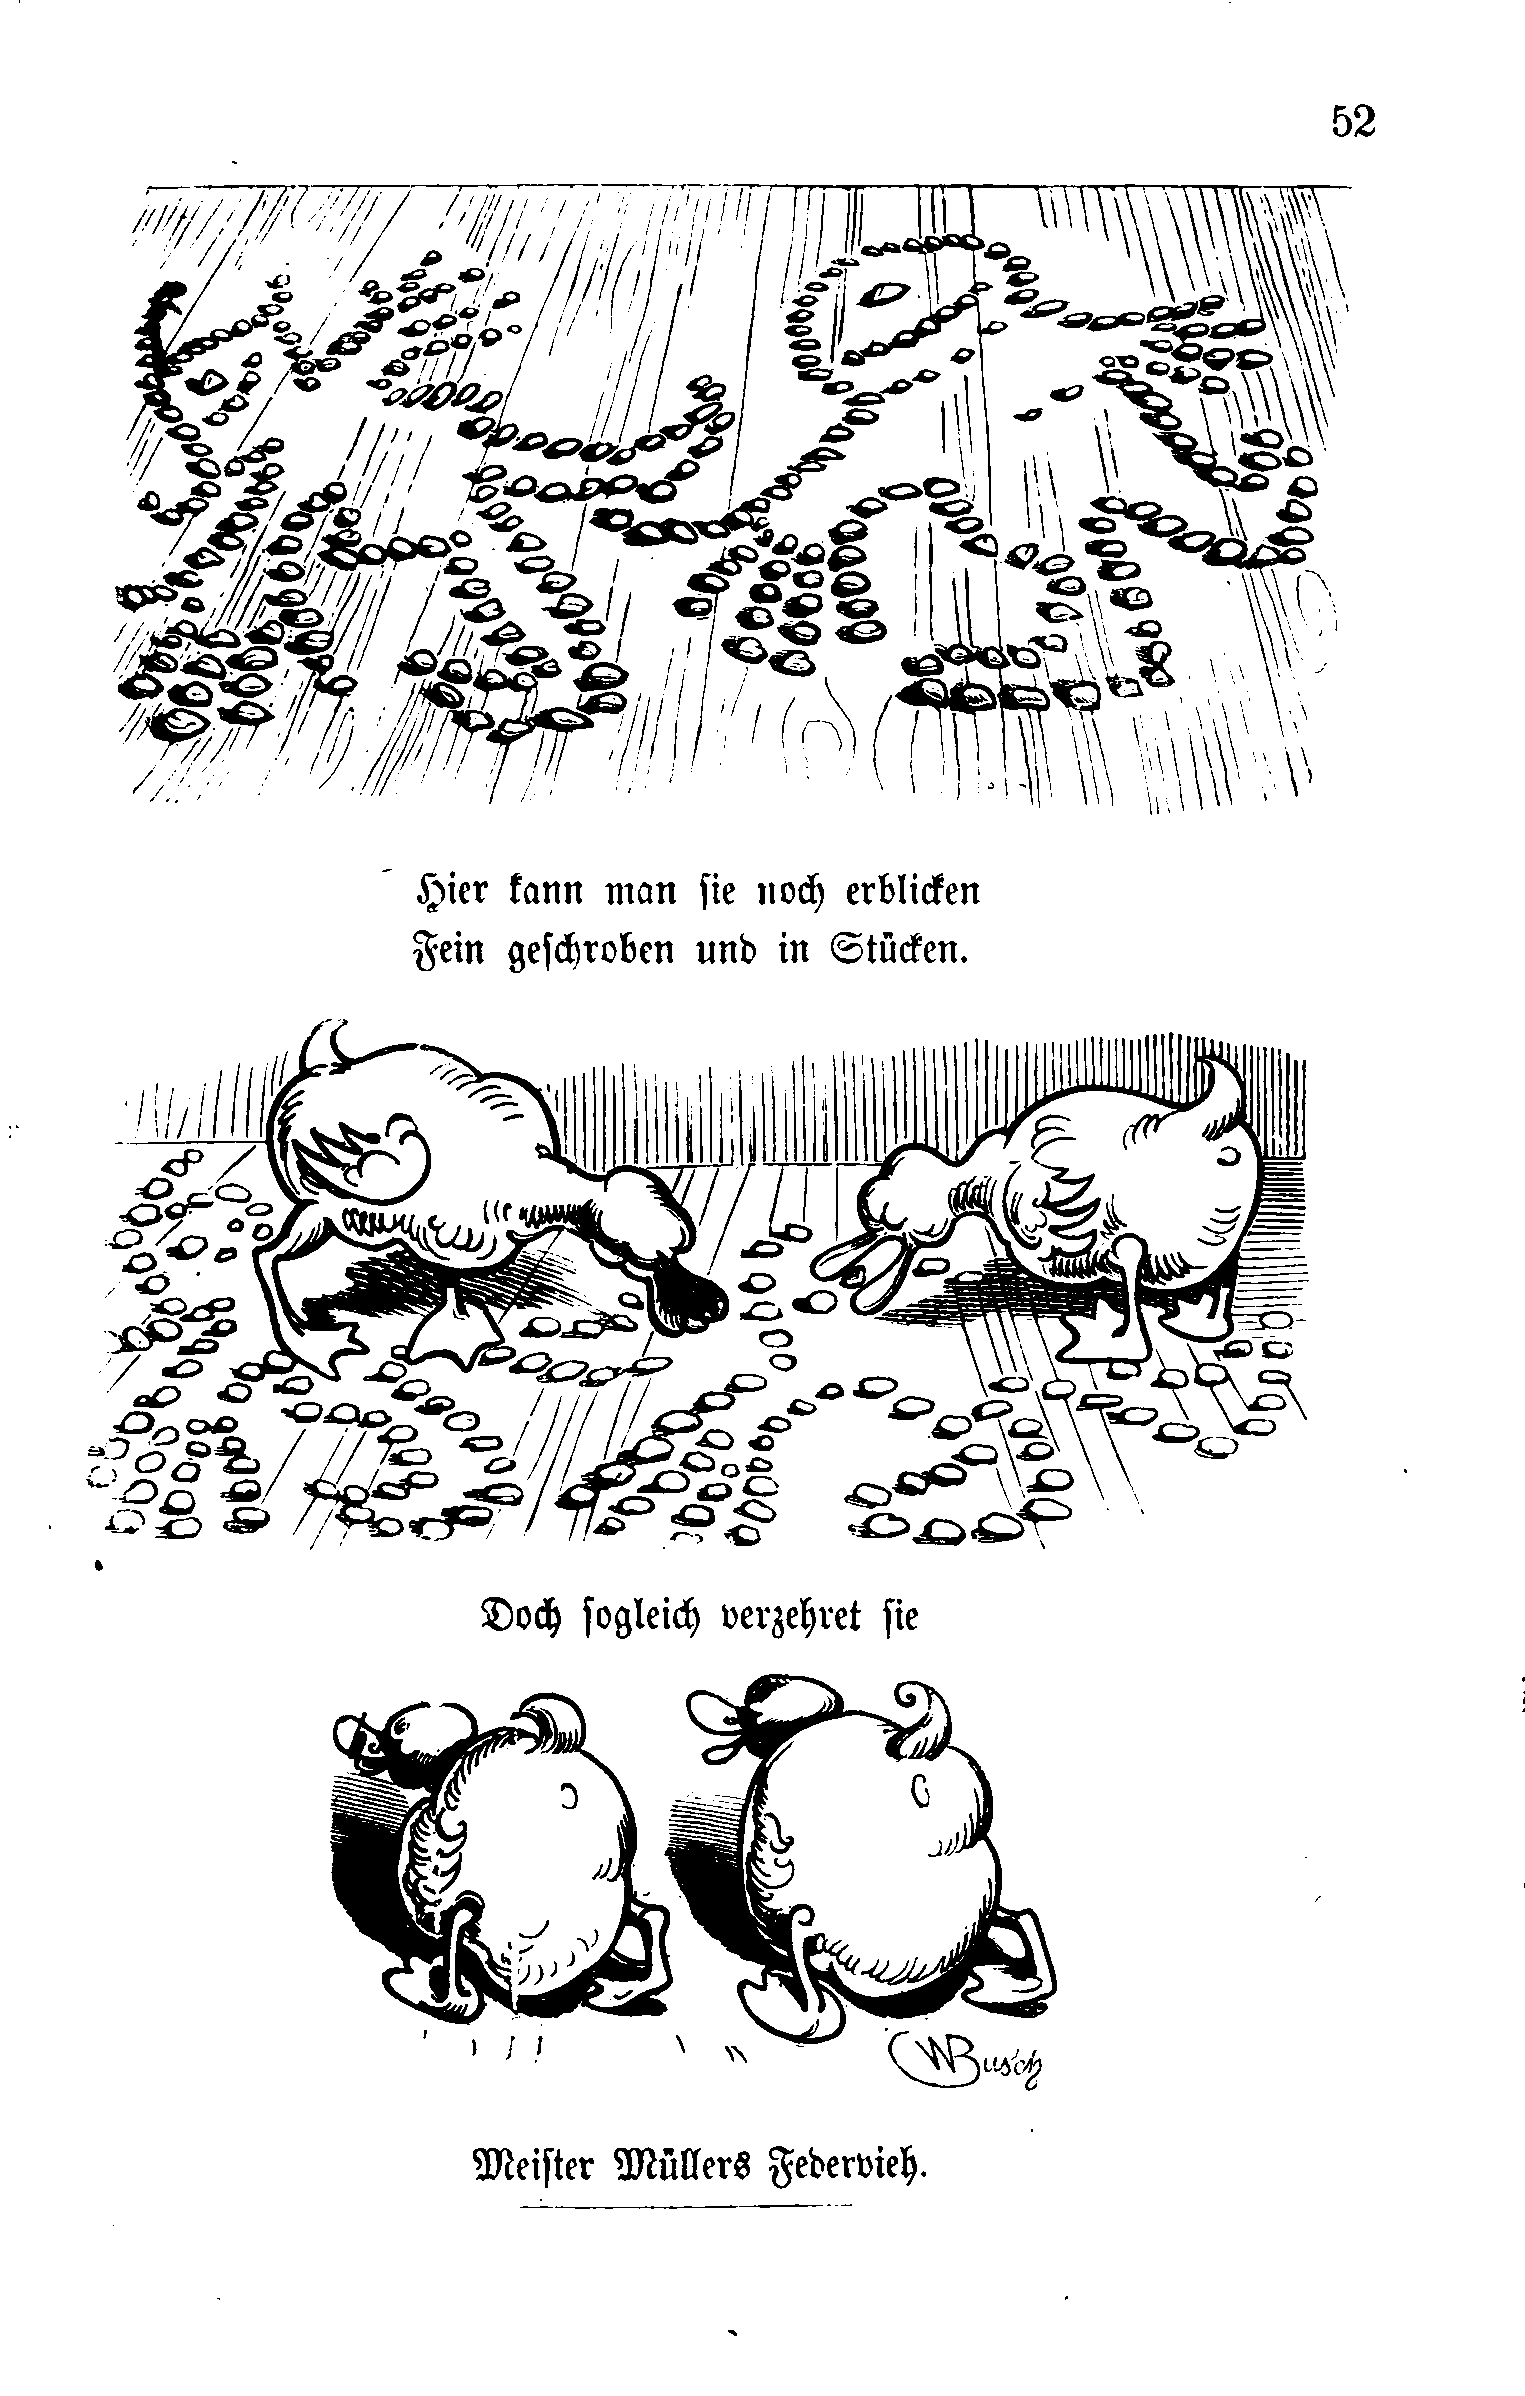 52
Hier kann man ſie noch erblicken
Fein geſchroben und in Stücken.
Doch ſogleich verzehret ſie
WBusch
Meiſter Müllers Federvieh.